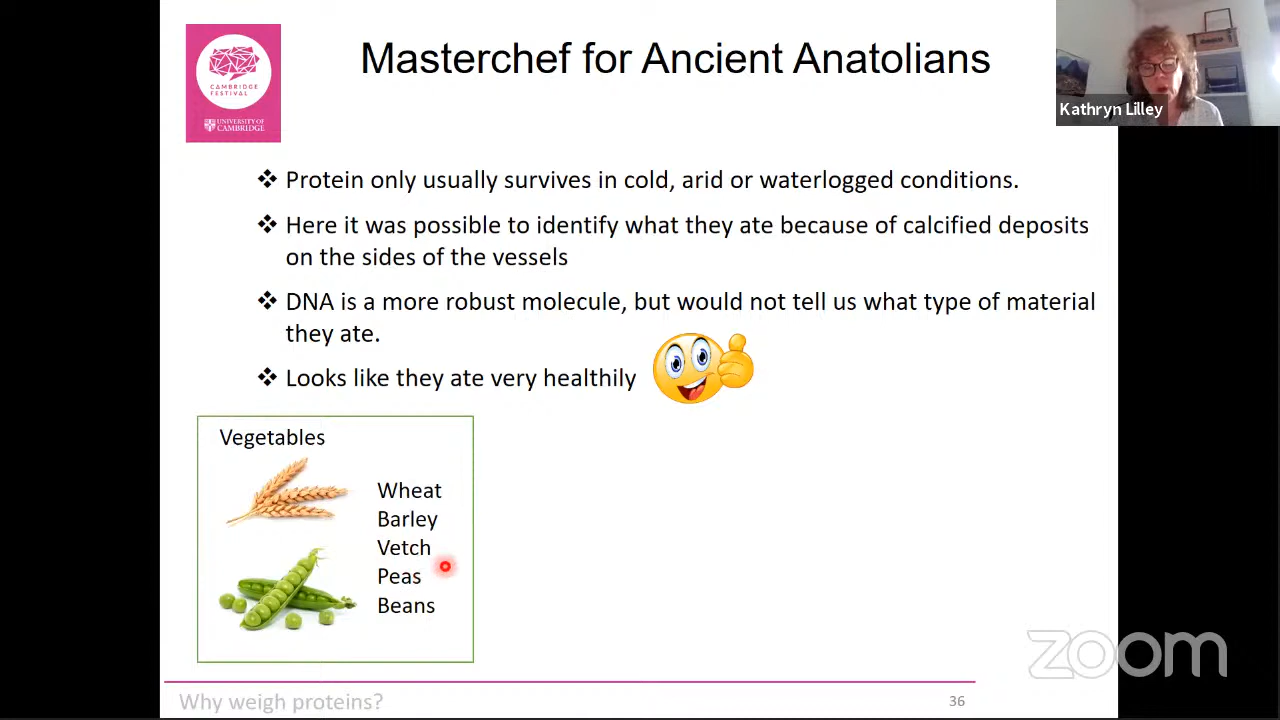 Masterchef for Ancient Anatolians
CAMBRIDGE
FESTIVAL
UNIVERSITY OF
CAMBRIDGE
Kathryn Lilley
❖ Protein only usually survives in cold, arid or waterlogged conditions.
❖ Here it was possible to identify what they ate because of calcified deposits
on the sides of the vessels
❖ DNA is a more robust molecule, but would not tell us what type of material
they ate.
❖ Looks like they ate very healthily
Vegetables
Wheat
Barley
Vetch
Peas
Beans
zoom
Why weigh proteins?
36